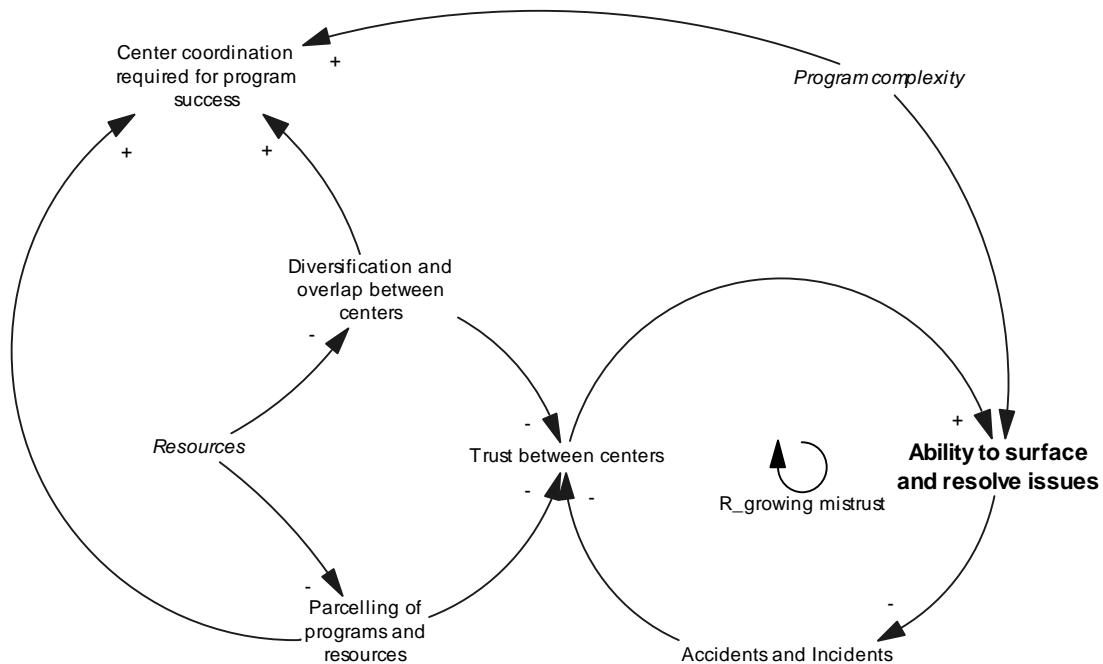 Center coordination
required for program
success
+
Program complexity
+
+
Diversification and
overlap between
centers
-
-
+
Resources
Trust between centers
Ability to surface
and resolve issues
-
-
R_growing mistrust
-
-
Parcelling of
programs and
resources
Accidents and Incidents